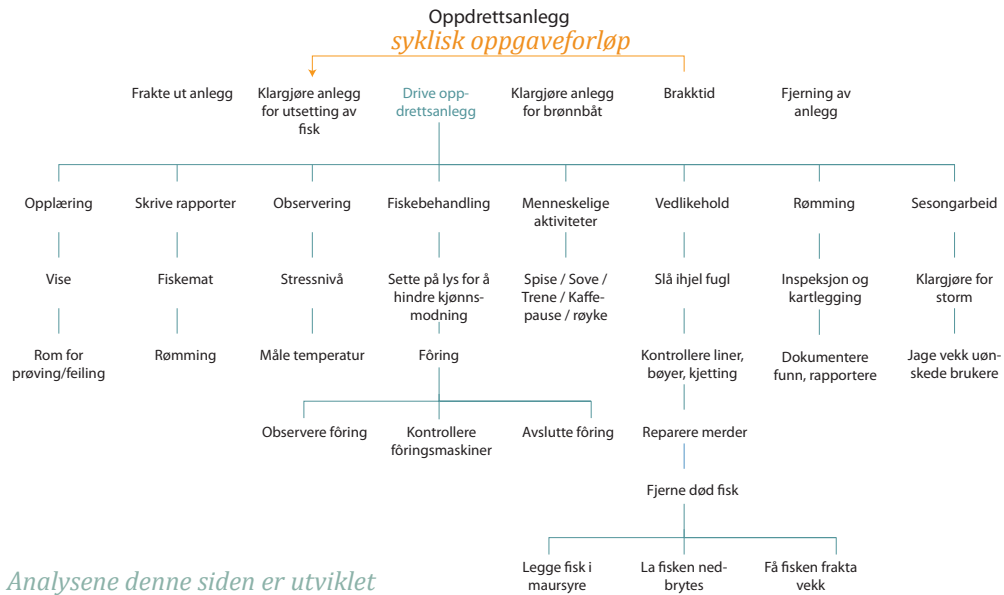 Oppdrettsanlegg
syklisk oppgaveforløp
Frakte ut anlegg
Klargjøre anlegg
for utsetting av
fisk
Drive opp-
drettsanlegg
Klargjøre anlegg
for brønnbåt
Brakktid
Fjerning av
anlegg
Opplæring
Skrive rapporter
Observering
Fiskebehandling
Menneskelige
aktiviteter
Vedlikehold
Rømming
Sesongarbeid
Vise
Fiskemat
Stressnivå
Sette på lys for å
hindre kjønns-
modning
Spise / Sove /
Trene / Kaffe-
pause / røyke
Slå ihjel fugl
Inspeksjon og
kartlegging
Klargjøre for
storm
Rom for
prøving/feiling
Rømming
Måle temperatur
Fôring
Kontrollere liner,
bøyer, kjetting
Dokumentere
funn, rapportere
Jage vekk uøn-
skede brukere
Observere fôring
Kontrollere
fôringsmaskiner
Avslutte fôring
Reparere merder
Fjerne død fisk
Legge fisk i
maursyre
La fisken ned-
brytes
Få fisken frakta
vekk
Analysene denne siden er utviklet